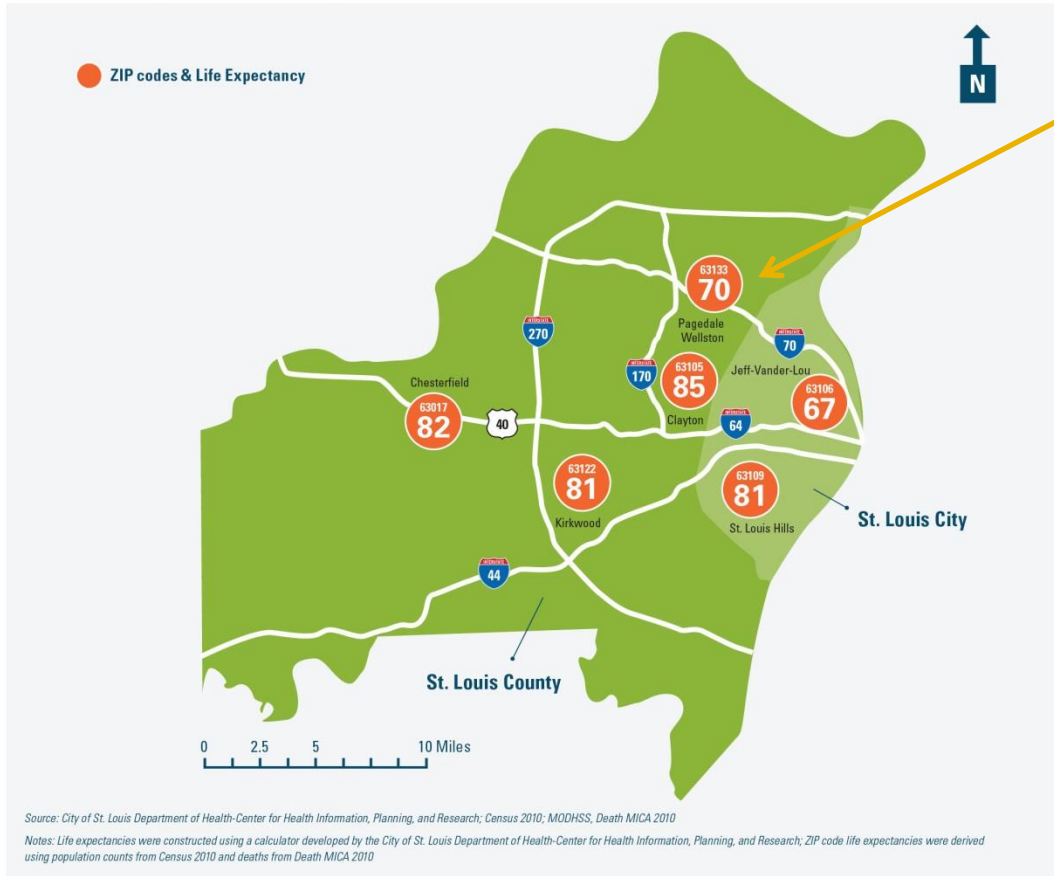 ZIP codes & Life Expectancy
N
63133
70
Pagedale
Wellston
INTERSTATE
270
INTERSTATE
70
INTERSTATE
170
63105
85
Clayton
Jeff-Vander-Lou
63106
67
Chesterfield
63017
82
40
INTERSTATE
64
63122
81
Kirkwood
63109
81
St. Louis Hills
St. Louis City
INTERSTATE
44
St. Louis County
0 2.5 5 10 Miles
Source: City of St. Louis Department of Health-Center for Health Information, Planning, and Research; Census 2010; MODHSS, Death MICA 2010
Notes: Life expectancies were constructed using a calculator developed by the City of St. Louis Department of Health-Center for Health Information, Planning, and Research; ZIP code life expectancies were derived
using population counts from Census 2010 and deaths from Death MICA 2010